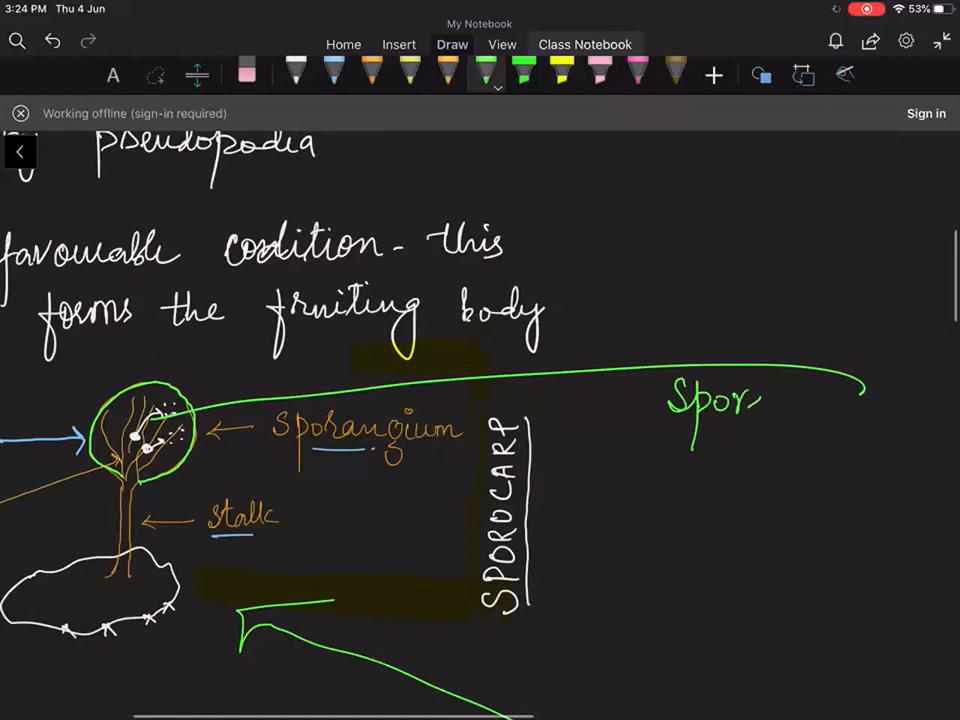 3:24 PM Thu 4 Jun
53%
My Notebook
Home Insert Draw View Class Notebook
A
Working offline (sign-in required)
Sign in
pseudopodia
favourable condition - this
forms the fruiting body
Spor
Sporangium
SPOROCARP
stalk